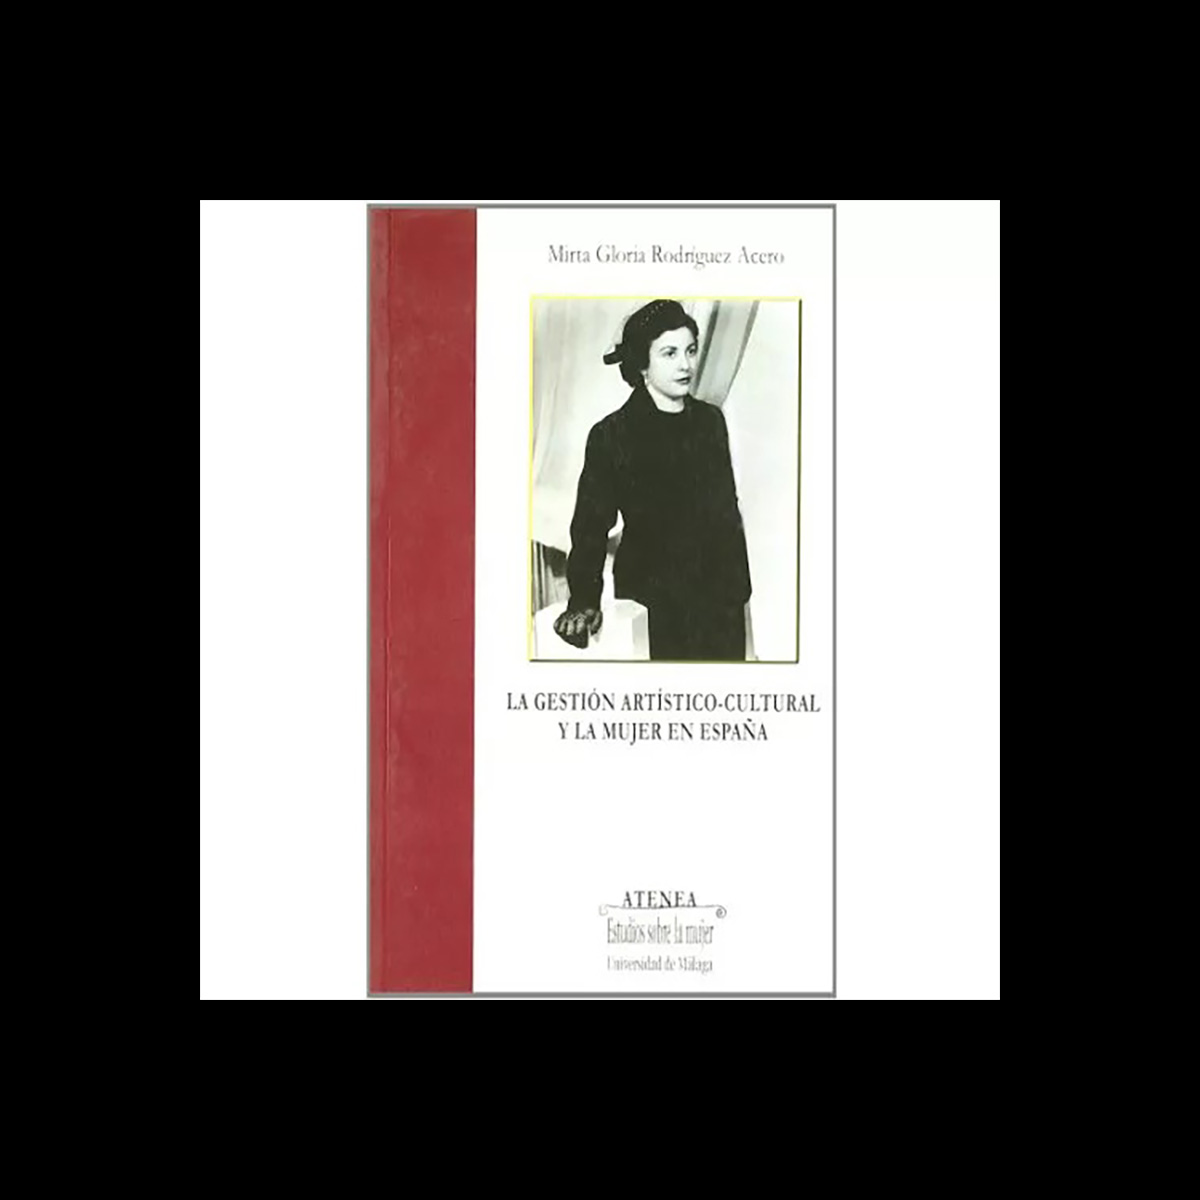 Mirta Gloria Rodríguez Acero
LA GESTIÓN ARTÍSTICO-CULTURAL
Y LA MUJER EN ESPAÑA
ATENEA
Estudios sobre la mujer
Universidad de Málaga